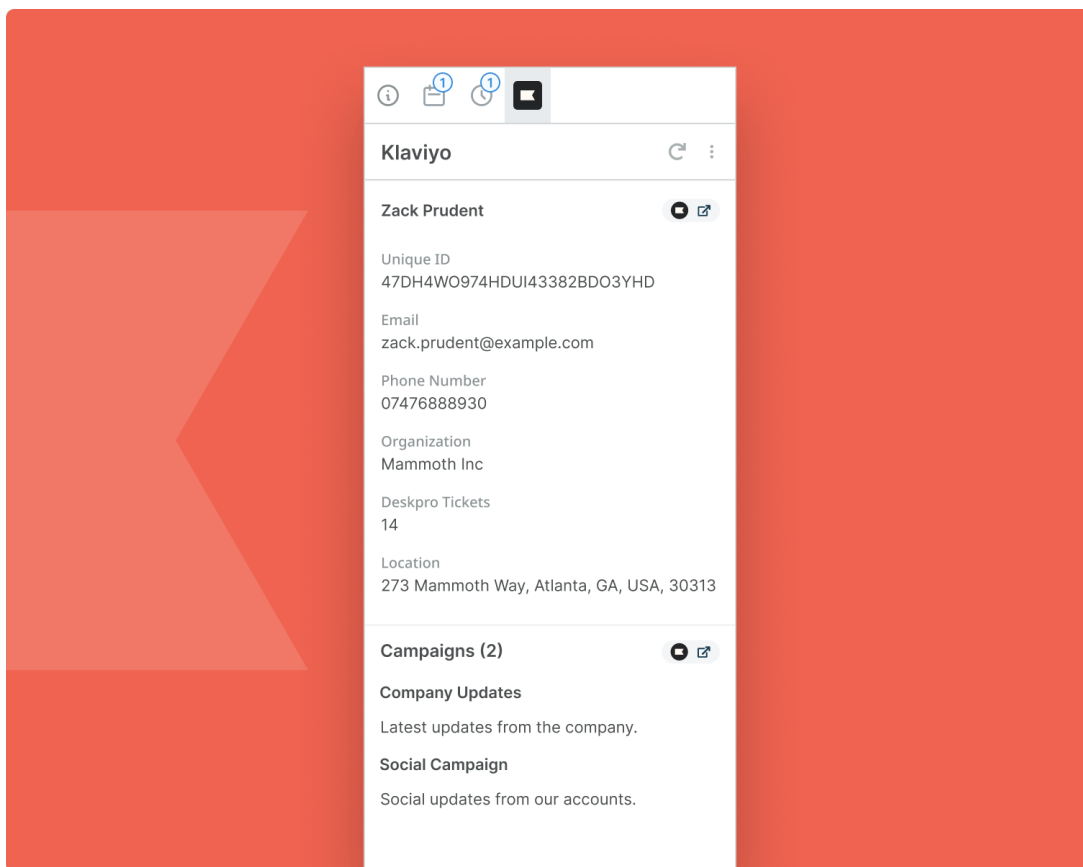 1
1
Klaviyo
Zack Prudent
Unique ID
47DH4WO974HDUI43382BDO3YHD
Email
zack.prudent@example.com
Phone Number
07476888930
Organization
Mammoth Inc
Deskpro Tickets
14
Location
273 Mammoth Way, Atlanta, GA, USA, 30313
Campaigns (2)
Company Updates
Latest updates from the company.
Social Campaign
Social updates from our accounts.